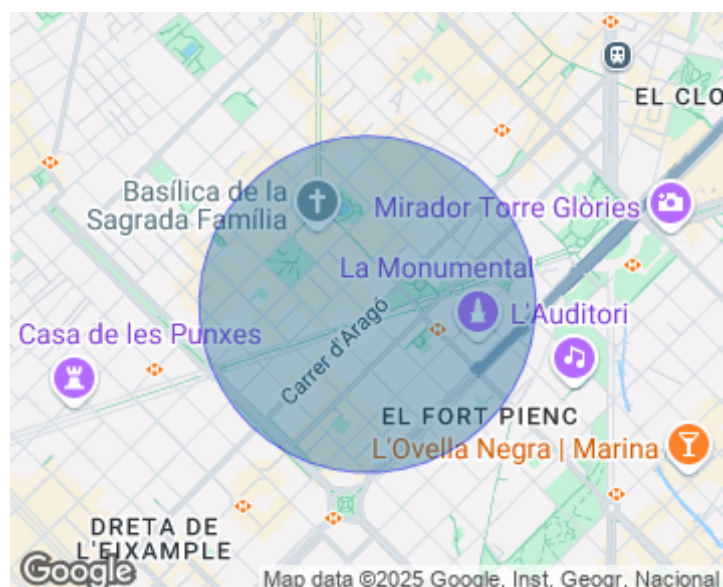 EL CLO
Basílica de la
Sagrada Família
Mirador Torre Glòries
La Monumental
L'Auditori
Casa de les Punxes
Carrer d'Aragó
EL FORT PIENC
L'Ovella Negra | Marina
DRETA DE
L'EIXAMPLE
Google
Map data ©2025 Google, Inst. Geogr. Nacional